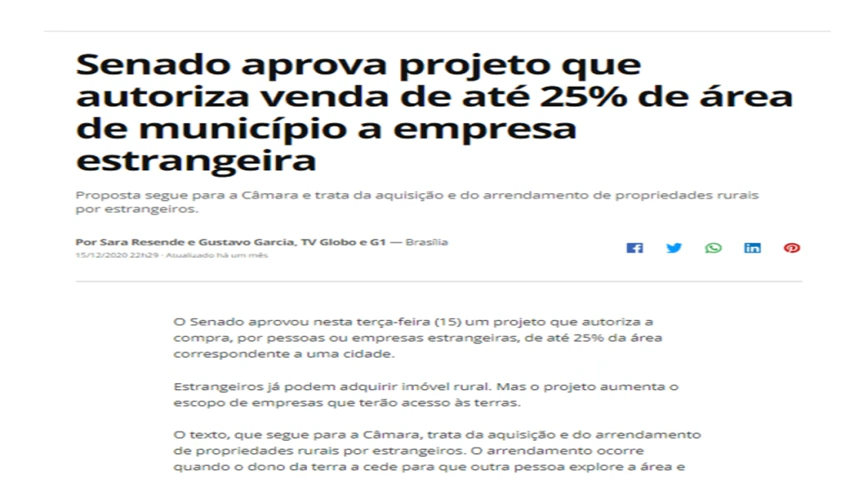 Senado aprova projeto que
autoriza venda de até 25% de área
de município a empresa
estrangeira
Proposta segue para a Câmara e trata da aquisição e do arrendamento de propriedades rurais
por estrangeiros.
Por Sara Resende e Gustavo Garcia, TV Globo e G1 — Brasília
15/12/2020 22h29 · Atualizado há um mês
O Senado aprovou nesta terça-feira (15) um projeto que autoriza a
compra, por pessoas ou empresas estrangeiras, de até 25% da área
correspondente a uma cidade.
Estrangeiros já podem adquirir imóvel rural. Mas o projeto aumenta o
escopo de empresas que terão acesso às terras.
O texto, que segue para a Câmara, trata da aquisição e do arrendamento
de propriedades rurais por estrangeiros. O arrendamento ocorre
quando o dono da terra a cede para que outra pessoa explore a área e